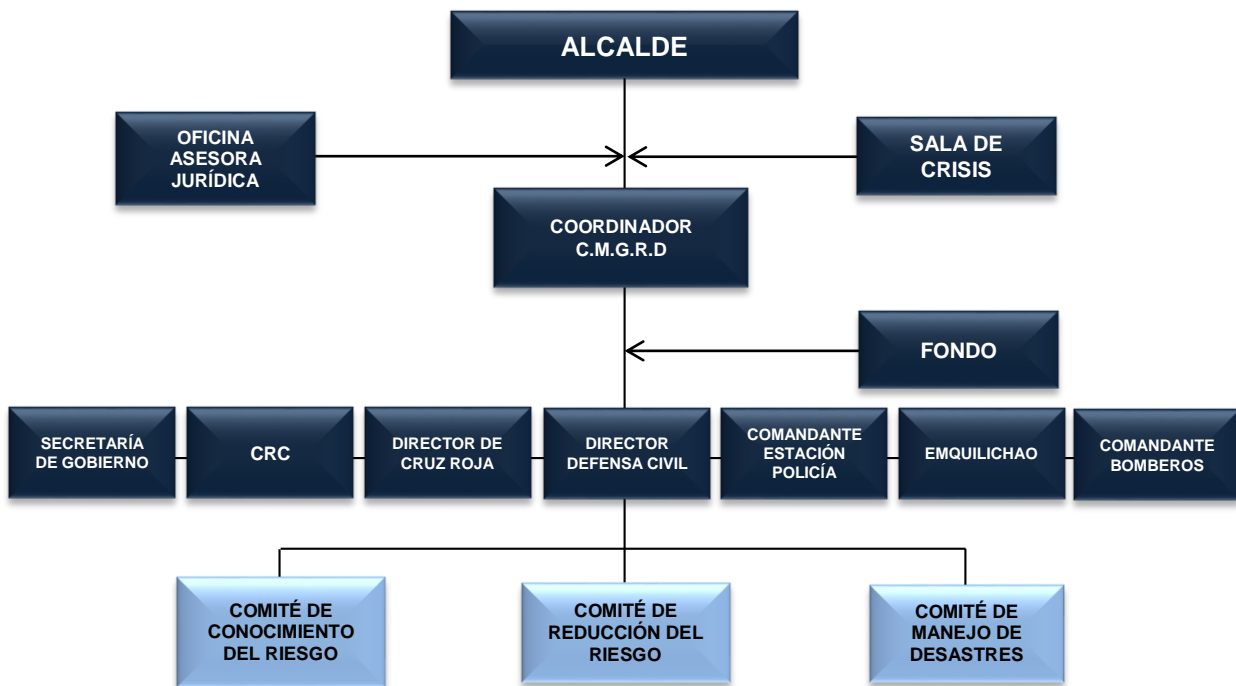 ALCALDE
OFICINA
ASESORA
JURÍDICA
SALA DE
CRISIS
COORDINADOR
C.M.G.R.D
FONDO
SECRETARÍA
DE GOBIERNO
CRC
DIRECTOR DE
CRUZ ROJA
DIRECTOR
DEFENSA CIVIL
COMANDANTE
ESTACIÓN
POLICÍA
EMQUILICHAO
COMANDANTE
BOMBEROS
COMITÉ DE
CONOCIMIENTO
DEL RIESGO
COMITÉ DE
REDUCCIÓN DEL
RIESGO
COMITÉ DE
MANEJO DE
DESASTRES